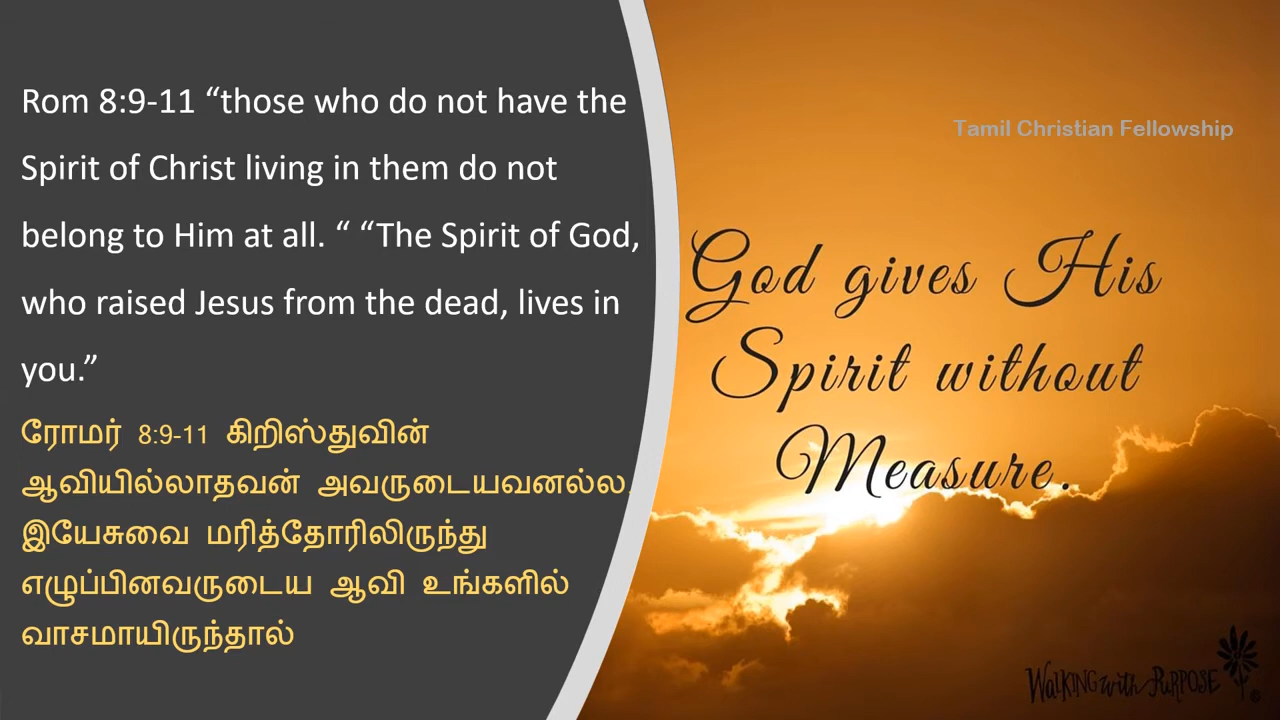 Rom 8:9-11 “those who do not have the
Spirit of Christ living in them do not
belong to Him at all. “ “The Spirit of God,
who raised Jesus from the dead, lives in
you.”
ரோமர் 8:9-11 கிறிஸ்துவின்
ஆவியில்லாதவன் அவருடையவனல்ல.
இயேசுவை மரித்தோரிலிருந்து
எழுப்பினவருடைய ஆவி உங்களில்
வாசமாயிருந்தால்
Tamil Christian Fellowship
God gives His
Spirit without
Measure.
Walking with Purpose